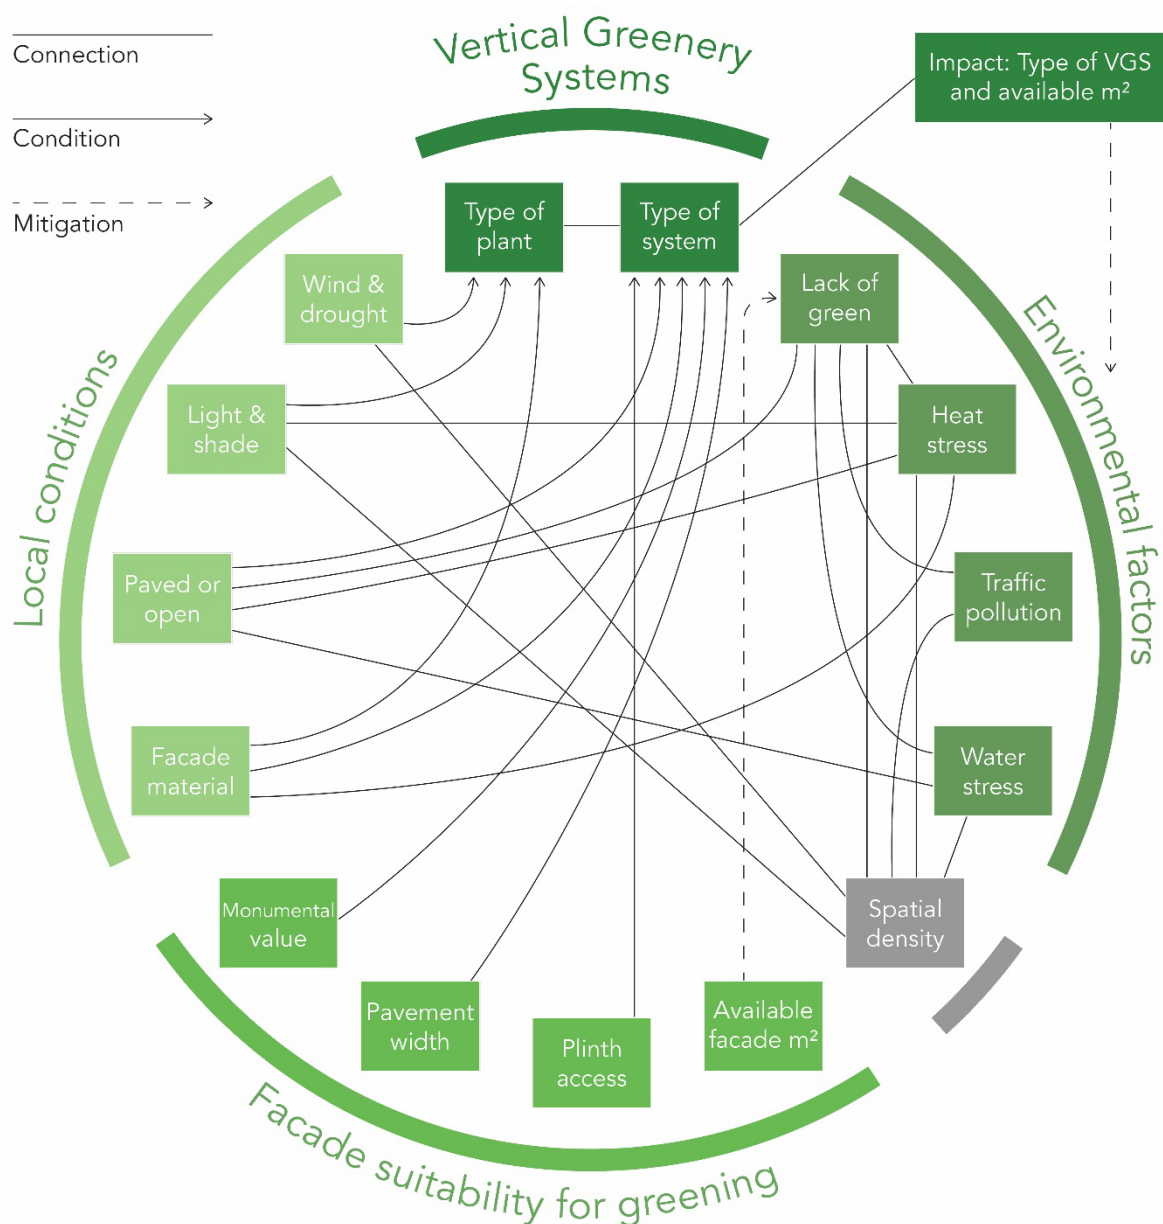 Connection
Condition
Mitigation
Vertical Greenery
Systems
Impact: Type of VGS
and available m²
Type of
plant
Type of
system
Wind &
drought
Lack of
green
Light &
shade
Heat
stress
Paved or
open
Traffic
pollution
Facade
material
Water
stress
Monumental
value
Spatial
density
Pavement
width
Plinth
access
Available
facade m²
Local conditions
Environmental factors
Facade suitability for greening